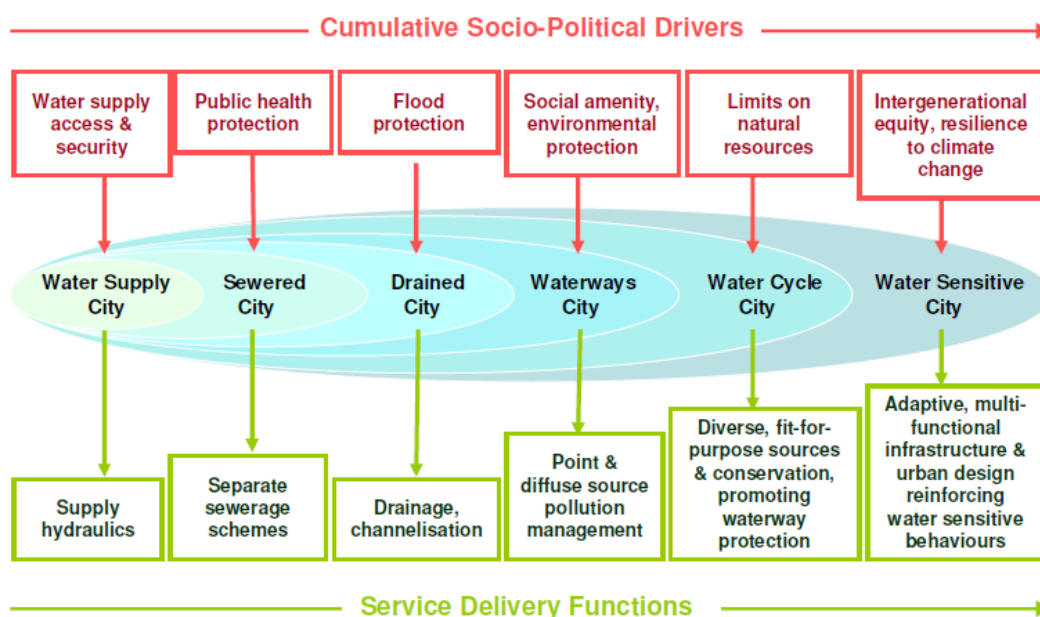 Cumulative Socio-Political Drivers
Water supply
access &
security
Public health
protection
Flood
protection
Social amenity,
environmental
protection
Limits on
natural
resources
Intergenerational
equity, resilience
to climate
change
Water Supply
City
Sewered
City
Drained
City
Waterways
City
Water Cycle
City
Water Sensitive
City
Supply
hydraulics
Separate
sewerage
schemes
Drainage,
channelisation
Point &
diffuse source
pollution
management
Diverse, fit-for-
purpose sources
& conservation,
promoting
waterway
protection
Adaptive, multi-
functional
infrastructure &
urban design
reinforcing
water sensitive
behaviours
Service Delivery Functions